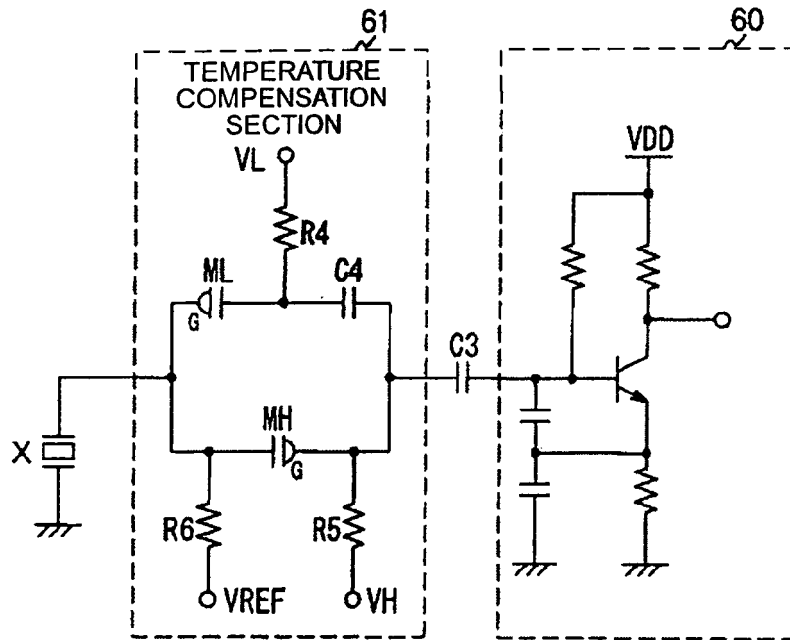 61
60
TEMPERATURE
COMPENSATION
SECTION
VL
VDD
R4
ML
C4
G
C3
MH
G
X
R6
R5
VREF
VH